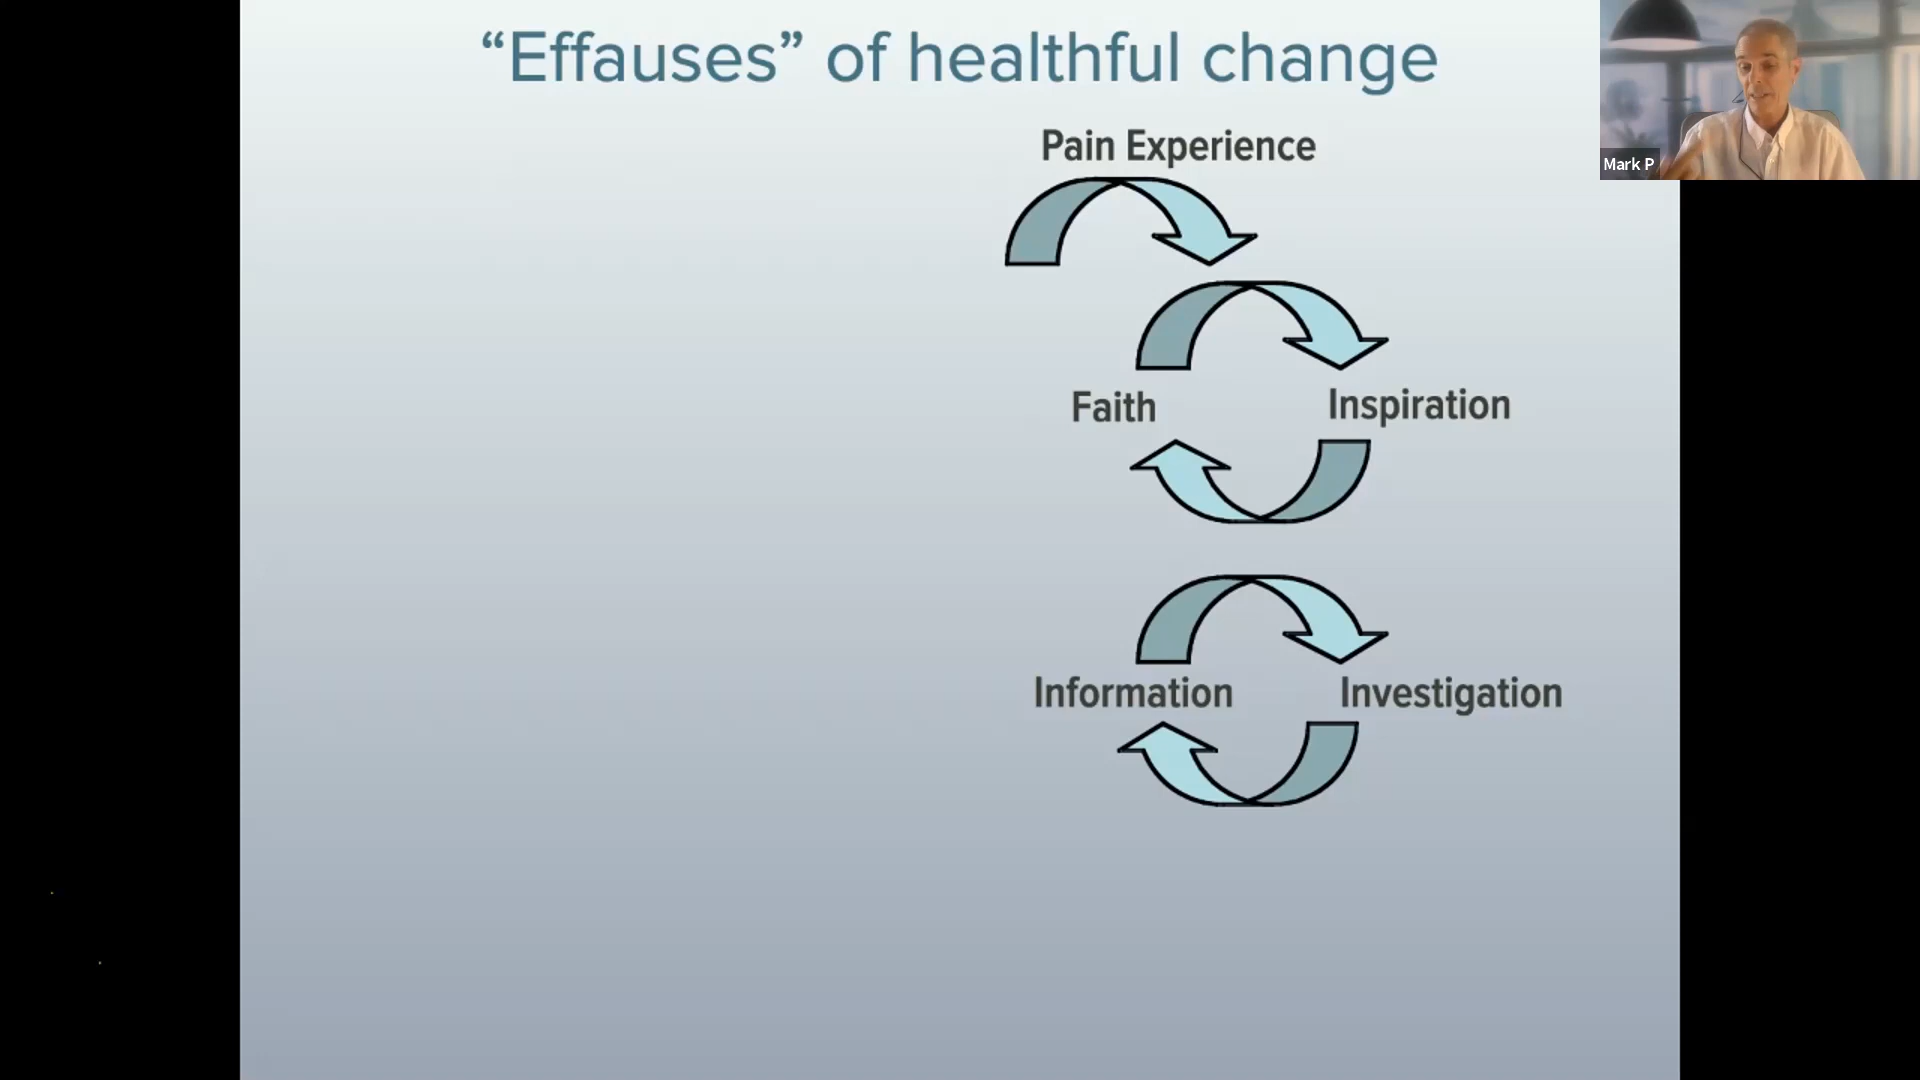 “Effauses” of healthful change
Mark P
Pain Experience
Faith
Inspiration
Information
Investigation